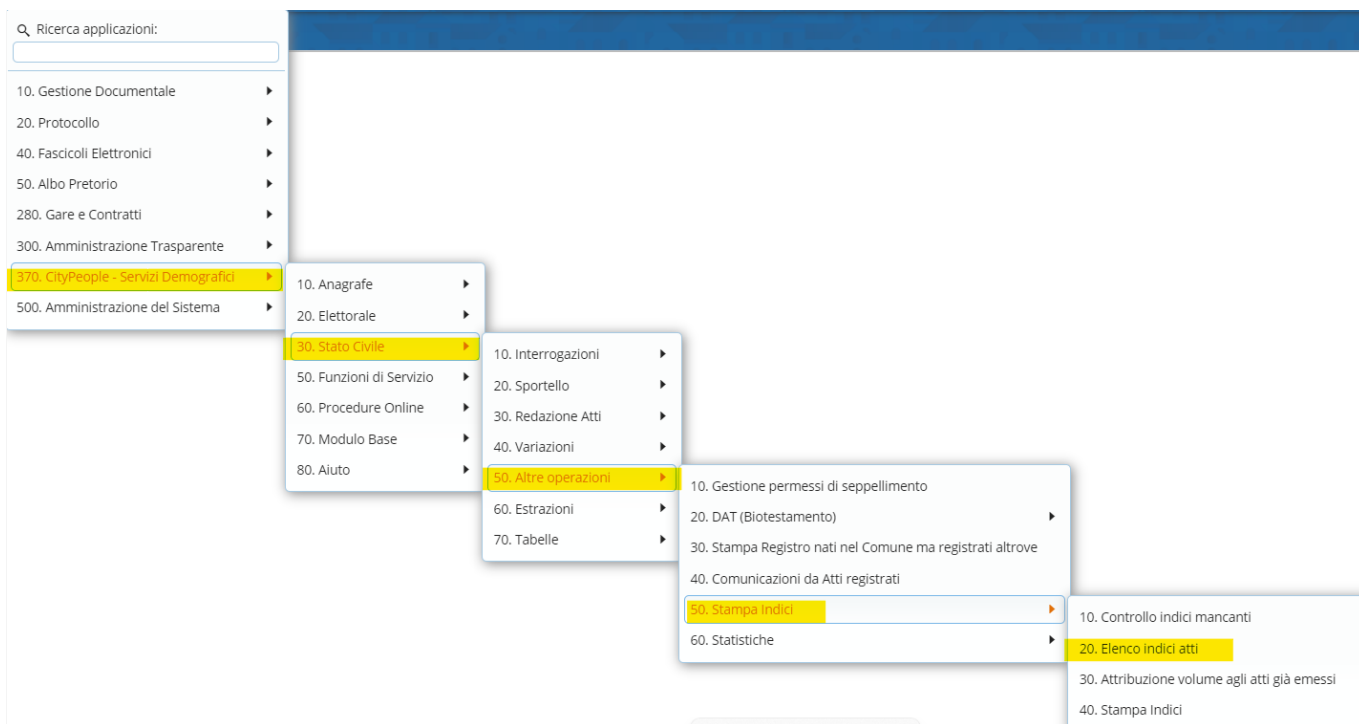 Ricerca applicazioni:
10. Gestione Documentale
20. Protocollo
40. Fascicoli Elettronici
50. Albo Pretorio
280. Gare e Contratti
300. Amministrazione Trasparente
370. CityPeople - Servizi Demografici
500. Amministrazione del Sistema
10. Anagrafe
20. Elettorale
30. Stato Civile
50. Funzioni di Servizio
60. Procedure Online
70. Modulo Base
80. Aiuto
10. Interrogazioni
20. Sportello
30. Redazione Atti
40. Variazioni
50. Altre operazioni
60. Estrazioni
70. Tabelle
10. Gestione permessi di seppellimento
20. DAT (Biotestamento)
30. Stampa Registro nati nel Comune ma registrati altrove
40. Comunicazioni da Atti registrati
50. Stampa Indici
60. Statistiche
10. Controllo indici mancanti
20. Elenco indici atti
30. Attribuzione volume agli atti già emessi
40. Stampa Indici